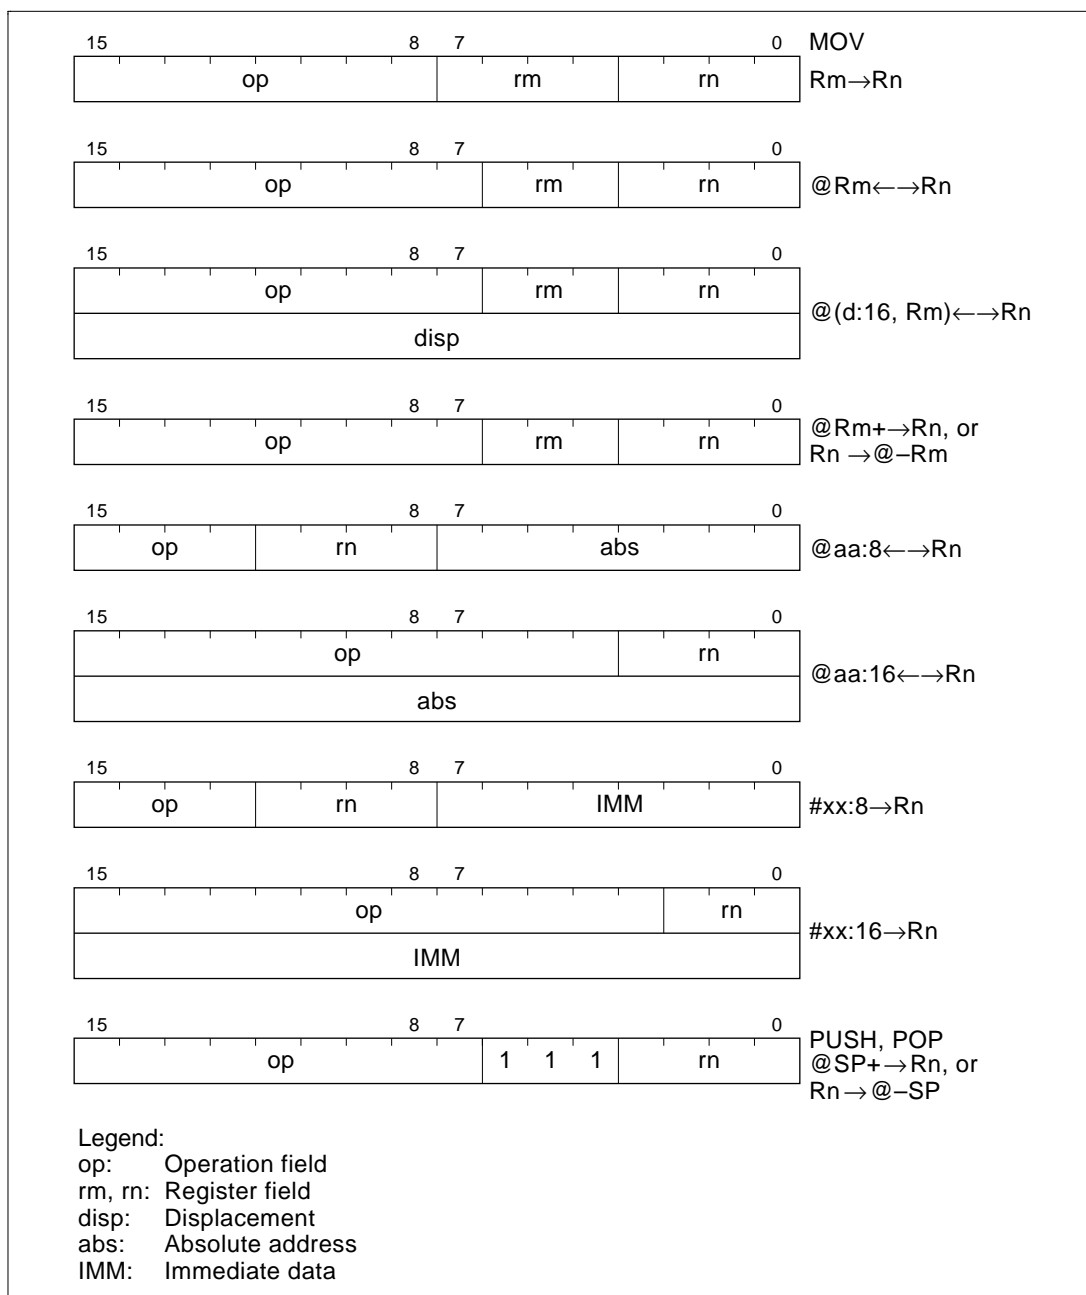 15 8 7 0 MOV
op rm rn Rm→Rn
15 8 7 0
op rm rn @Rm←→Rn
15 8 7 0
op rm rn
@(d:16, Rm)←→Rn
disp
15 8 7 0
@Rm+→Rn, or
op rm rn
Rn →@–Rm
15 8 7 0
op rn abs @aa:8←→Rn
15 8 7 0
op rn
@aa:16←→Rn
abs
15 8 7 0
op rn IMM #xx:8→Rn
15 8 7 0
op rn
#xx:16→Rn
IMM
15 8 7 0
PUSH, POP
op 1 1 1 rn @SP+→Rn, or
Rn→@–SP
Legend:
op: Operation field
rm, rn: Register field
disp: Displacement
abs: Absolute address
IMM: Immediate data